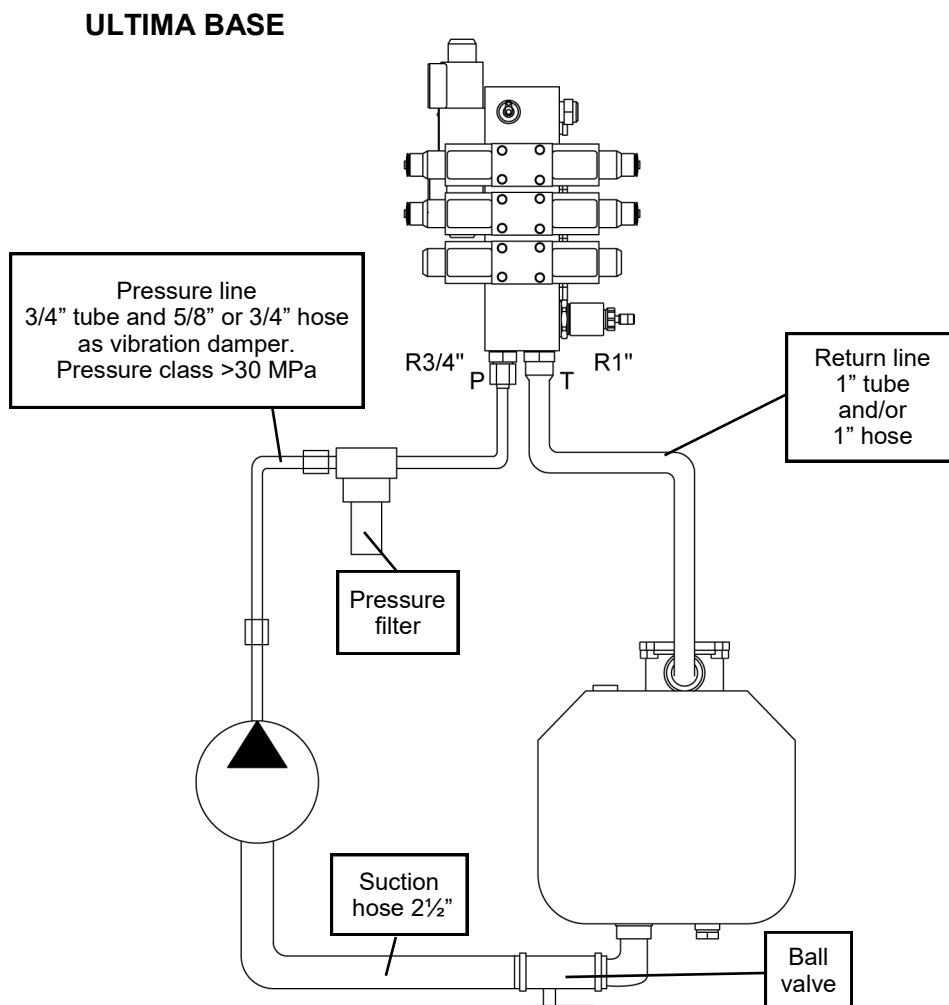 ULTIMA BASE
Pressure line
3/4” tube and 5/8” or 3/4” hose
as vibration damper.
Pressure class >30 MPa
R3/4"
P
T
R1"
Return line
1” tube
and/or
1” hose
Pressure
filter
Suction
hose 2½”
Ball
valve